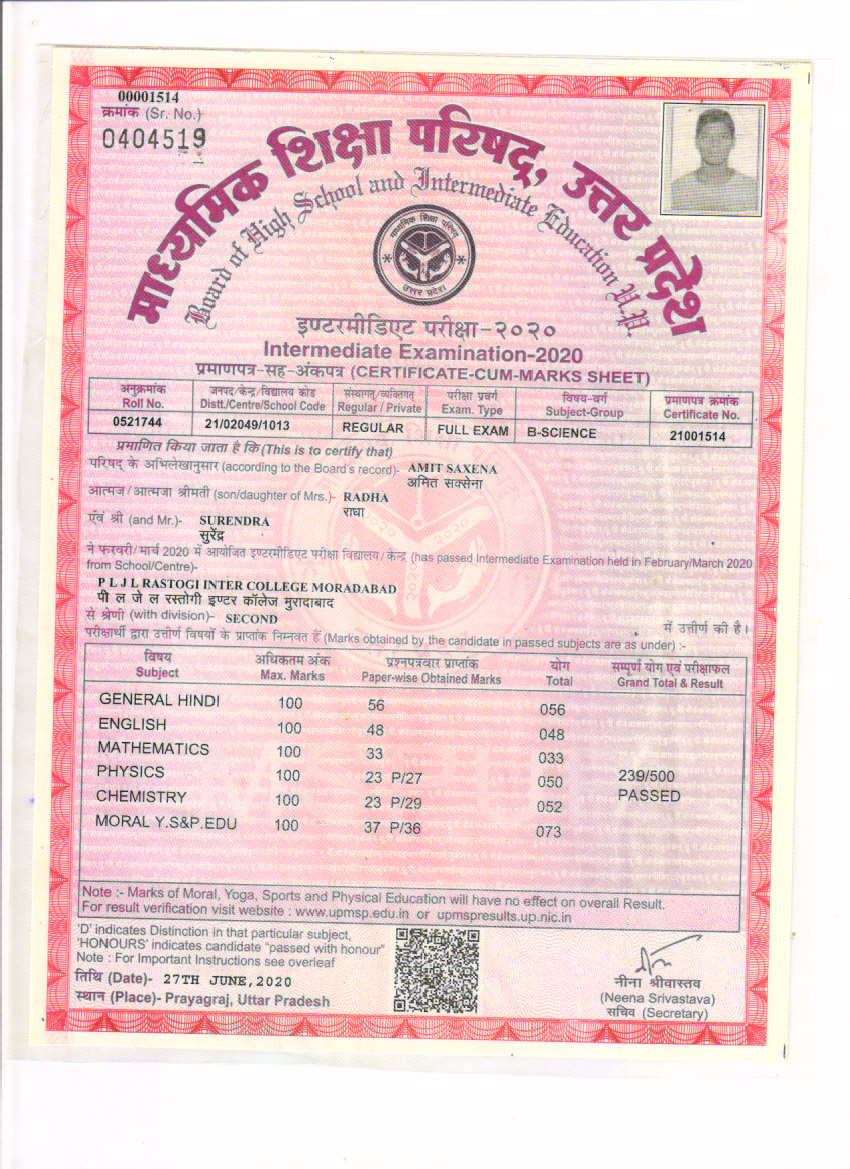 00001514
क्रमांक (Sr. No.)
0404519
माध्यमिक शिक्षा परिषद्, उत्तर प्रदेश
Board of High School and Intermediate Education U.P.
माध्यमिक शिक्षा परिषद
उत्तर प्रदेश
इण्टरमीडिएट परीक्षा-२०२०
Intermediate Examination-2020
प्रमाणपत्र-सह-अंकपत्र (CERTIFICATE-CUM-MARKS SHEET)
अनुक्रमांक जनपद/केन्द्र/विद्यालय कोड संस्थागत/व्यक्तिगत परीक्षा प्रवर्ग विषय-वर्ग प्रमाणपत्र क्रमांक
Roll No. Distt./Centre/School Code Regular / Private Exam. Type Subject-Group Certificate No.
0521744 21/02049/1013 REGULAR FULL EXAM B-SCIENCE 21001514
प्रमाणित किया जाता है कि (This is to certify that)
परिषद् के अभिलेखानुसार (according to the Board's record)- AMIT SAXENA
अमित सक्सेना
आत्मज/आत्मजा श्रीमती (son/daughter of Mrs.)- RADHA
राधा
एवं श्री (and Mr.)- SURENDRA
सुरेंद्र
ने फरवरी/मार्च 2020 में आयोजित इण्टरमीडिएट परीक्षा विद्यालय/केन्द्र (has passed Intermediate Examination held in February/March 2020
from School/Centre)-
P L J L RASTOGI INTER COLLEGE MORADABAD
पी ल जे ल रस्तोगी इण्टर कॉलेज मुरादाबाद
से श्रेणी (with division)- SECOND में उत्तीर्ण की है।
परीक्षार्थी द्वारा उत्तीर्ण विषयों के प्राप्तांक निम्नवत हैं (Marks obtained by the candidate in passed subjects are as under) :-
विषय अधिकतम अंक प्रश्नपत्रवार प्राप्तांक योग सम्पूर्ण योग एवं परीक्षाफल
Subject Max. Marks Paper-wise Obtained Marks Total Grand Total & Result
GENERAL HINDI 100 56 056
ENGLISH 100 48 048
MATHEMATICS 100 33 033
PHYSICS 100 23 P/27 050 239/500
CHEMISTRY 100 23 P/29 052 PASSED
MORAL Y.S&P.EDU 100 37 P/36 073
Note :- Marks of Moral, Yoga, Sports and Physical Education will have no effect on overall Result.
For result verification visit website : www.upmsp.edu.in or upmspresults.up.nic.in
'D' indicates Distinction in that particular subject,
'HONOURS' indicates candidate "passed with honour"
Note : For Important Instructions see overleaf
तिथि (Date)- 27TH JUNE, 2020
स्थान (Place)- Prayagraj, Uttar Pradesh
नीना श्रीवास्तव
(Neena Srivastava)
सचिव (Secretary)